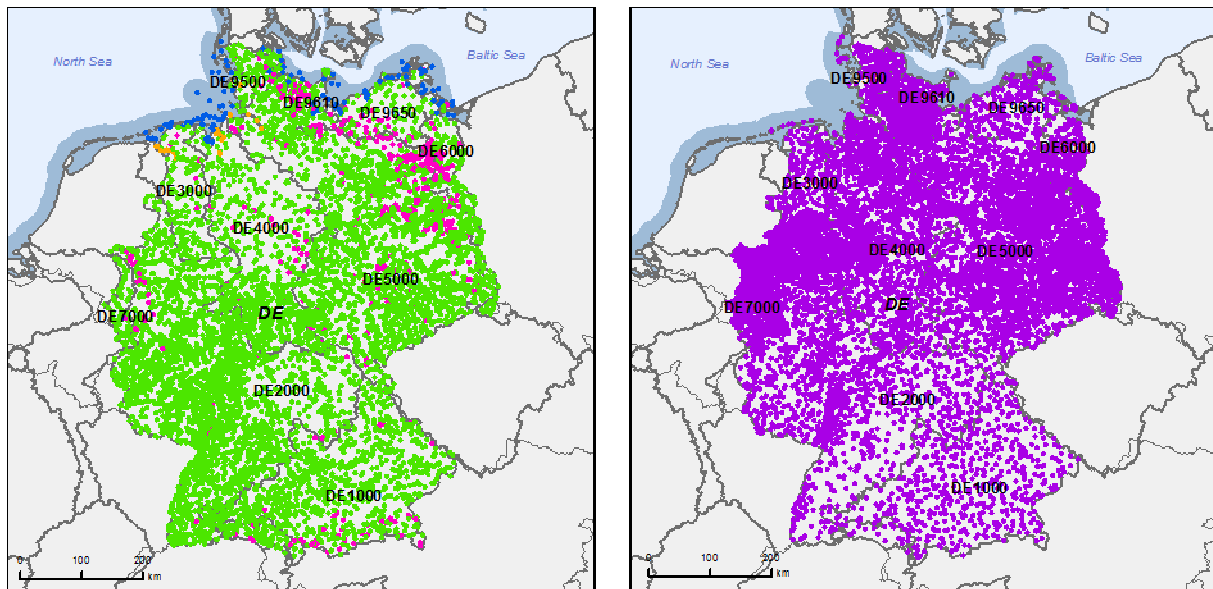 North Sea
Baltic Sea
DE9500
DE9610
DE9650
DE6000
DE3000
DE4000
DE5000
DE7000
DE
DE2000
DE1000
0 100 200
km
North Sea
Baltic Sea
DE9500
DE9610
DE9650
DE6000
DE3000
DE4000
DE5000
DE7000
DE
DE2000
DE1000
0 100 200
km